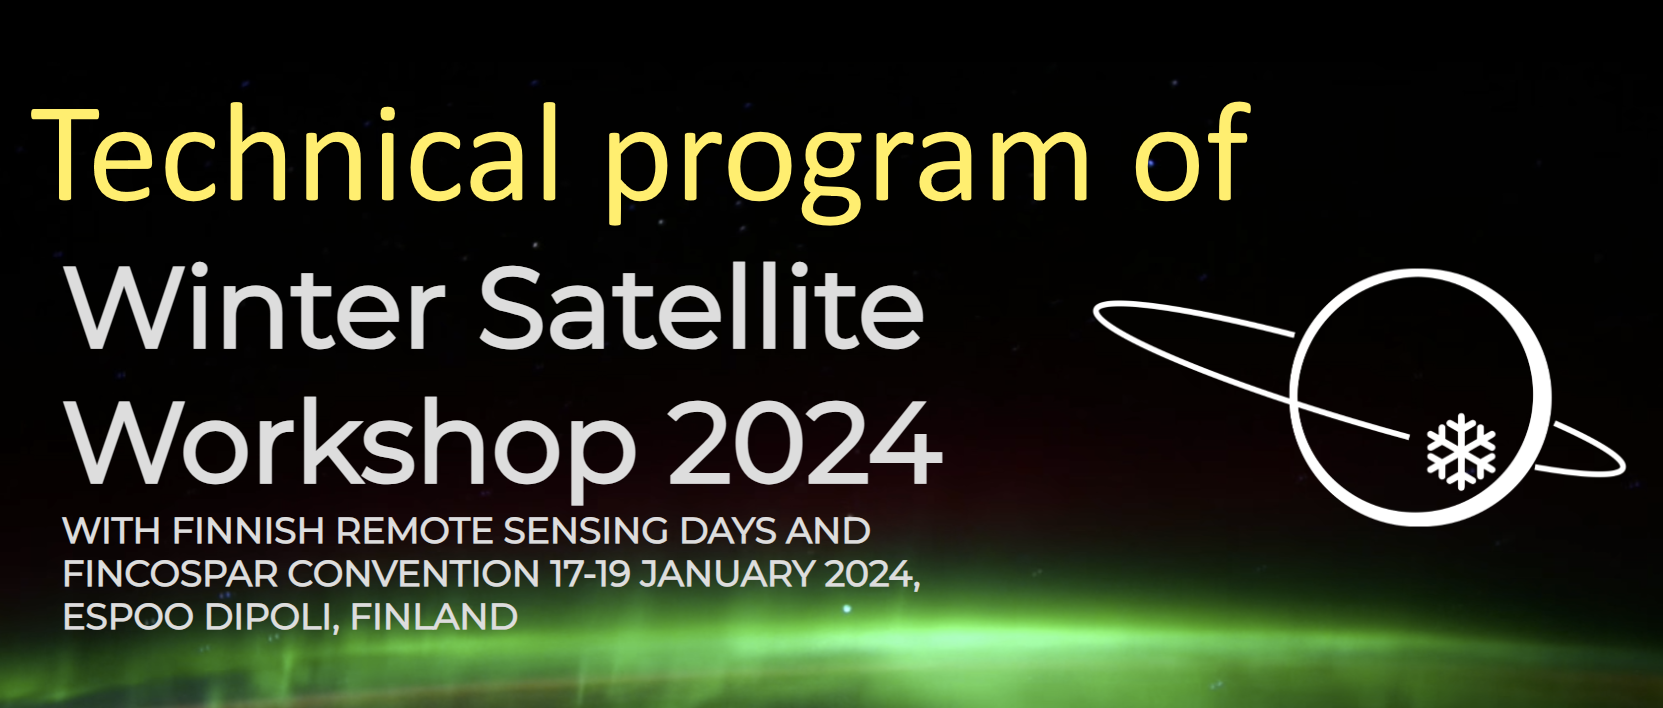 Technical program of
Winter Satellite
Workshop 2024
WITH FINNISH REMOTE SENSING DAYS AND
FINCOSPAR CONVENTION 17-19 JANUARY 2024,
ESPOO DIPOLI, FINLAND